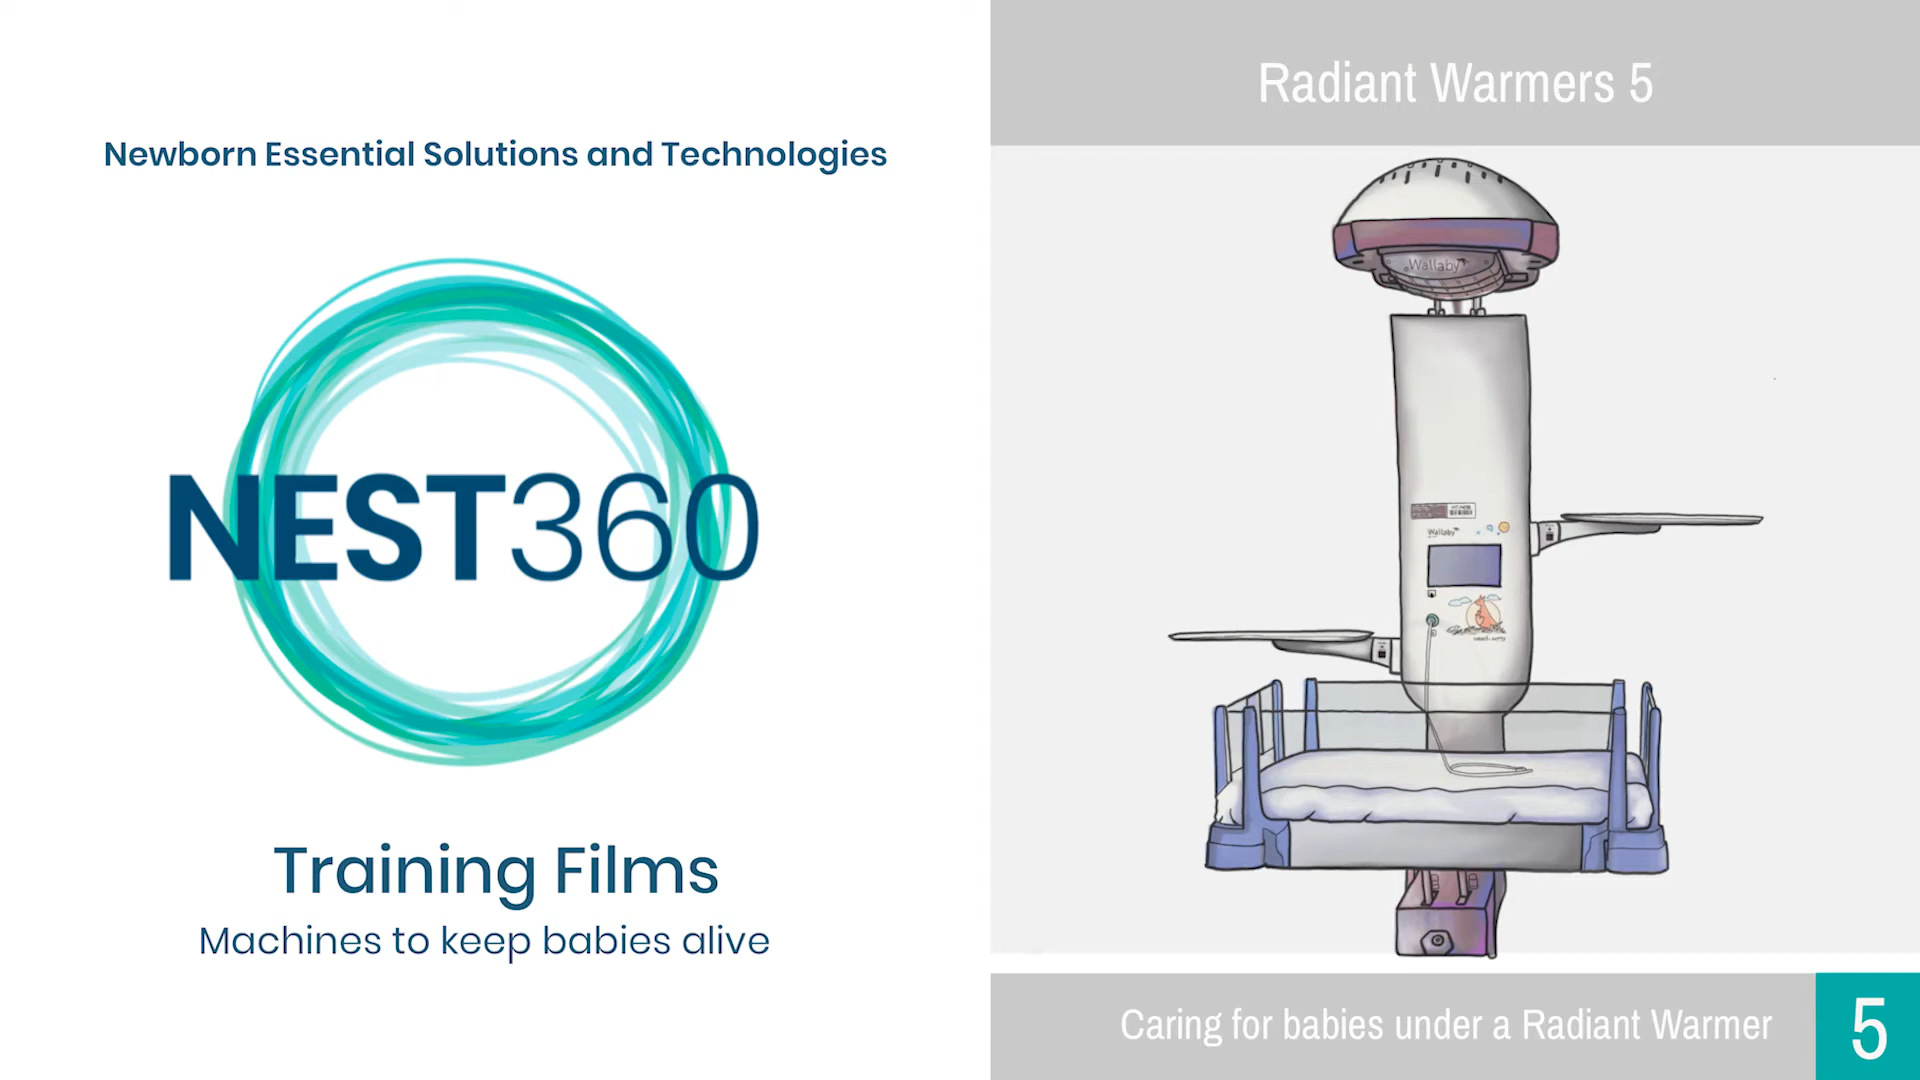 Newborn Essential Solutions and Technologies
NEST360
Training Films
Machines to keep babies alive
Radiant Warmers 5
Wallaby
Wallaby
Caring for babies under a Radiant Warmer
5